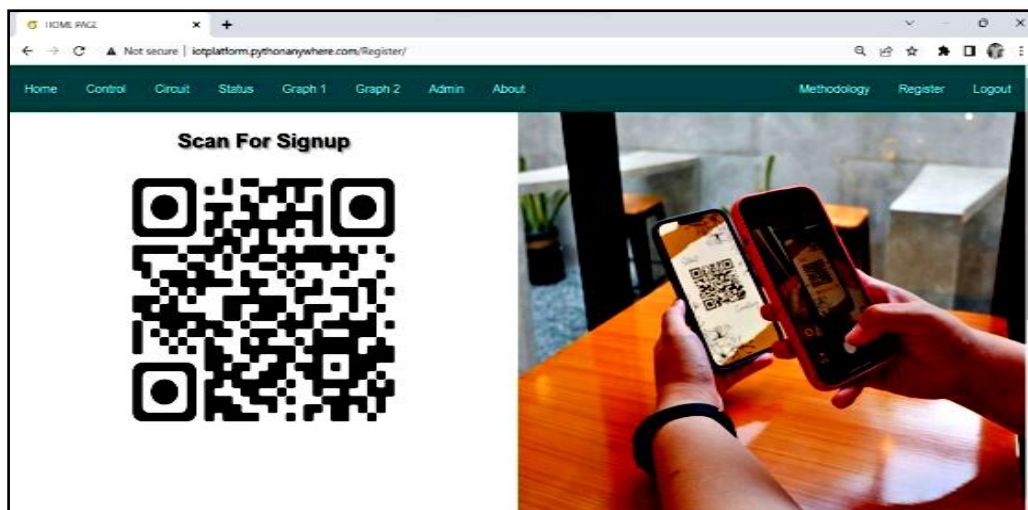 HOME PAGE
Not secure | iotplatform.pythonanywhere.com/Register/
Home Control Circuit Status Graph 1 Graph 2 Admin About Methodology Register Logout
Scan For Signup